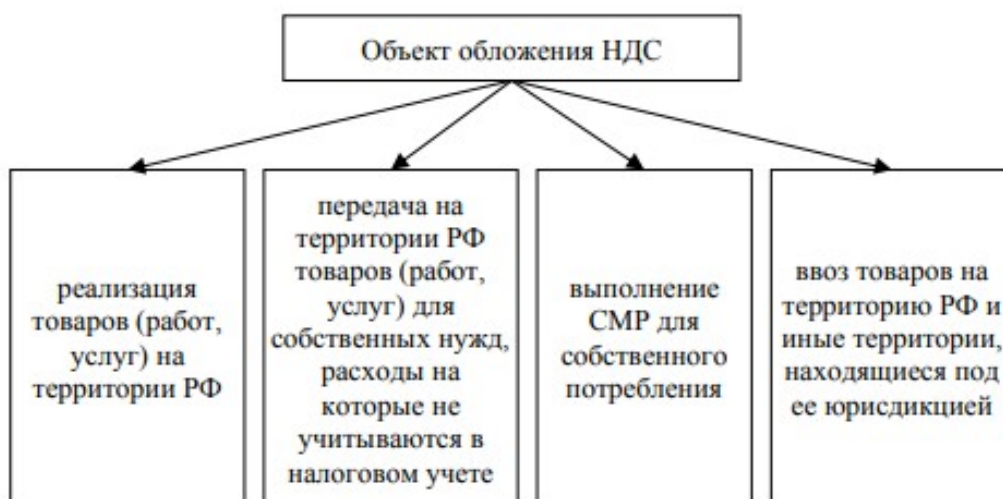 Объект обложения НДС
реализация
товаров (работ,
услуг) на
территории РФ
передача на
территории РФ
товаров (работ,
услуг) для
собственных нужд,
расходы на
которые не
учитываются в
налоговом учете
выполнение
СМР для
собственного
потребления
ввоз товаров на
территорию РФ и
иные территории,
находящиеся под
ее юрисдикцией